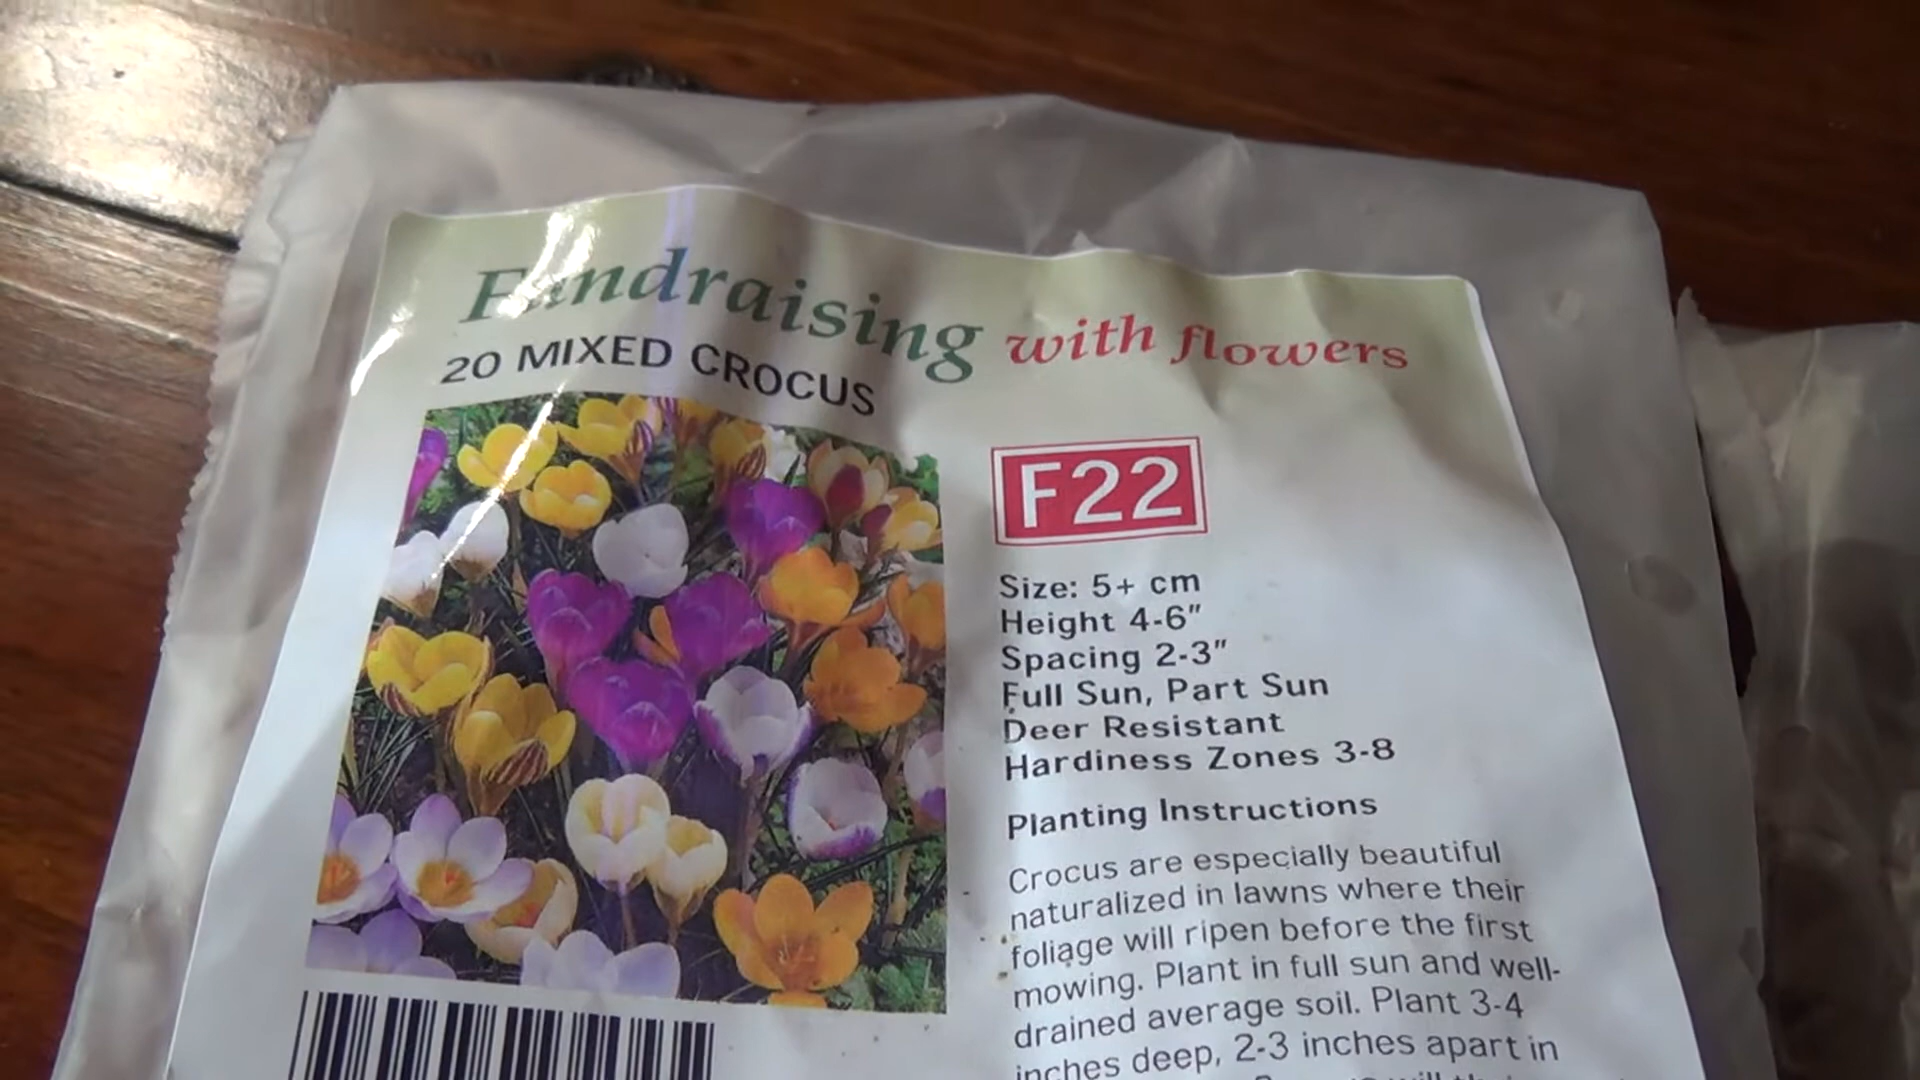 Fundraising with flowers
20 MIXED CROCUS
F22
Size: 5+ cm
Height 4-6"
Spacing 2-3"
Full Sun, Part Sun
Deer Resistant
Hardiness Zones 3-8
Planting Instructions
Crocus are especially beautiful
naturalized in lawns where their
foliage will ripen before the first
mowing. Plant in full sun and well-
drained average soil. Plant 3-4
inches deep, 2-3 inches apart in